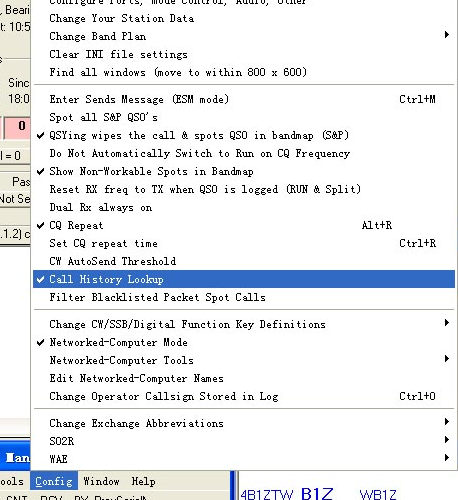 Configure Ports, Mode Control, Audio, Other
, Beari
Change Your Station Data
t: 10:5
Change Band Plan
Clear INI file settings
Find all windows (move to within 800 x 600)
Sinc
Enter Sends Message (ESM mode) Ctrl+M
18:0
Spot all S&P QSO's
0
QSYing wipes the call & spots QSO in bandmap (S&P)
l = 0
Do Not Automatically Switch to Run on CQ Frequency
Show Non-Workable Spots in Bandmap
Pas
Reset RX freq to TX when QSO is logged (RUN & Split)
Not Se
Dual Rx always on
CQ Repeat Alt+R
.1.2) c
Set CQ repeat time Ctrl+R
CW AutoSend Threshold
Call History Lookup
Filter Blacklisted Packet Spot Calls
Change CW/SSB/Digital Function Key Definitions
Networked-Computer Mode
Networked-Computer Tools
Edit Networked-Computer Names
Change Operator Callsign Stored in Log Ctrl+O
Change Exchange Abbreviations
SO2R
WAE
Man
ools Config Window Help
4B1ZTW B1Z WB1Z